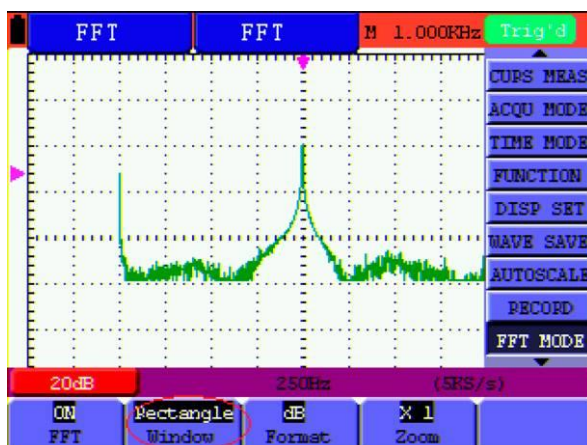 FFT FFT M 1.000KHz Trig'd
CURS MEAS
ACQU MODE
TIME MODE
FUNCTION
DISP SET
WAVE SAVE
AUTOSCALE
RECORD
FFT MODE
20dB 250Hz (5KS/s)
ON Rectangle dB X 1
FFT Window Format Zoom